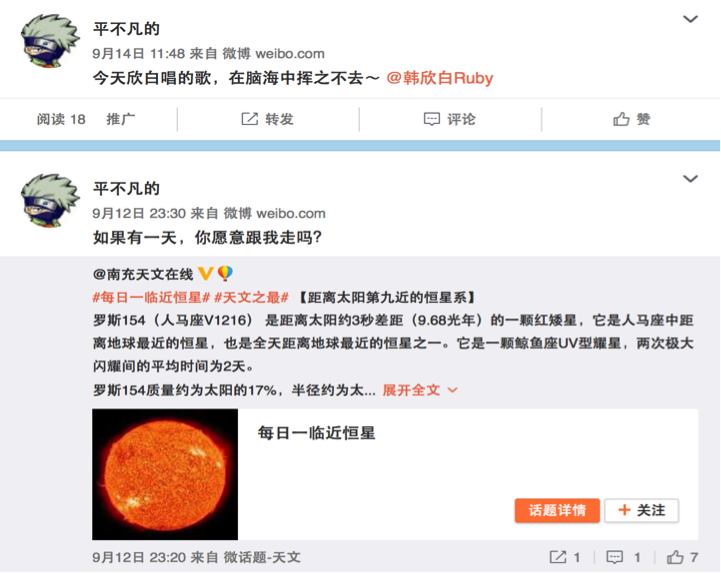 平不凡的
9月14日 11:48 来自 微博 weibo.com
今天欣白唱的歌，在脑海中挥之不去～ @韩欣白Ruby
阅读 18 推广 转发 评论 赞
平不凡的
9月12日 23:30 来自 微博 weibo.com
如果有一天，你愿意跟我走吗？
@南充天文在线
#每日一临近恒星# #天文之最# 【距离太阳第九近的恒星系】
罗斯154（人马座V1216） 是距离太阳约3秒差距（9.68光年）的一颗红矮星，它是人马座中距
离地球最近的恒星，也是全天距离地球最近的恒星之一。它是一颗鲸鱼座UV型耀星，两次极大
闪耀间的平均时间为2天。
罗斯154质量约为太阳的17%，半径约为太... 展开全文
每日一临近恒星
话题详情 + 关注
9月12日 23:20 来自 微话题-天文 1 1 7